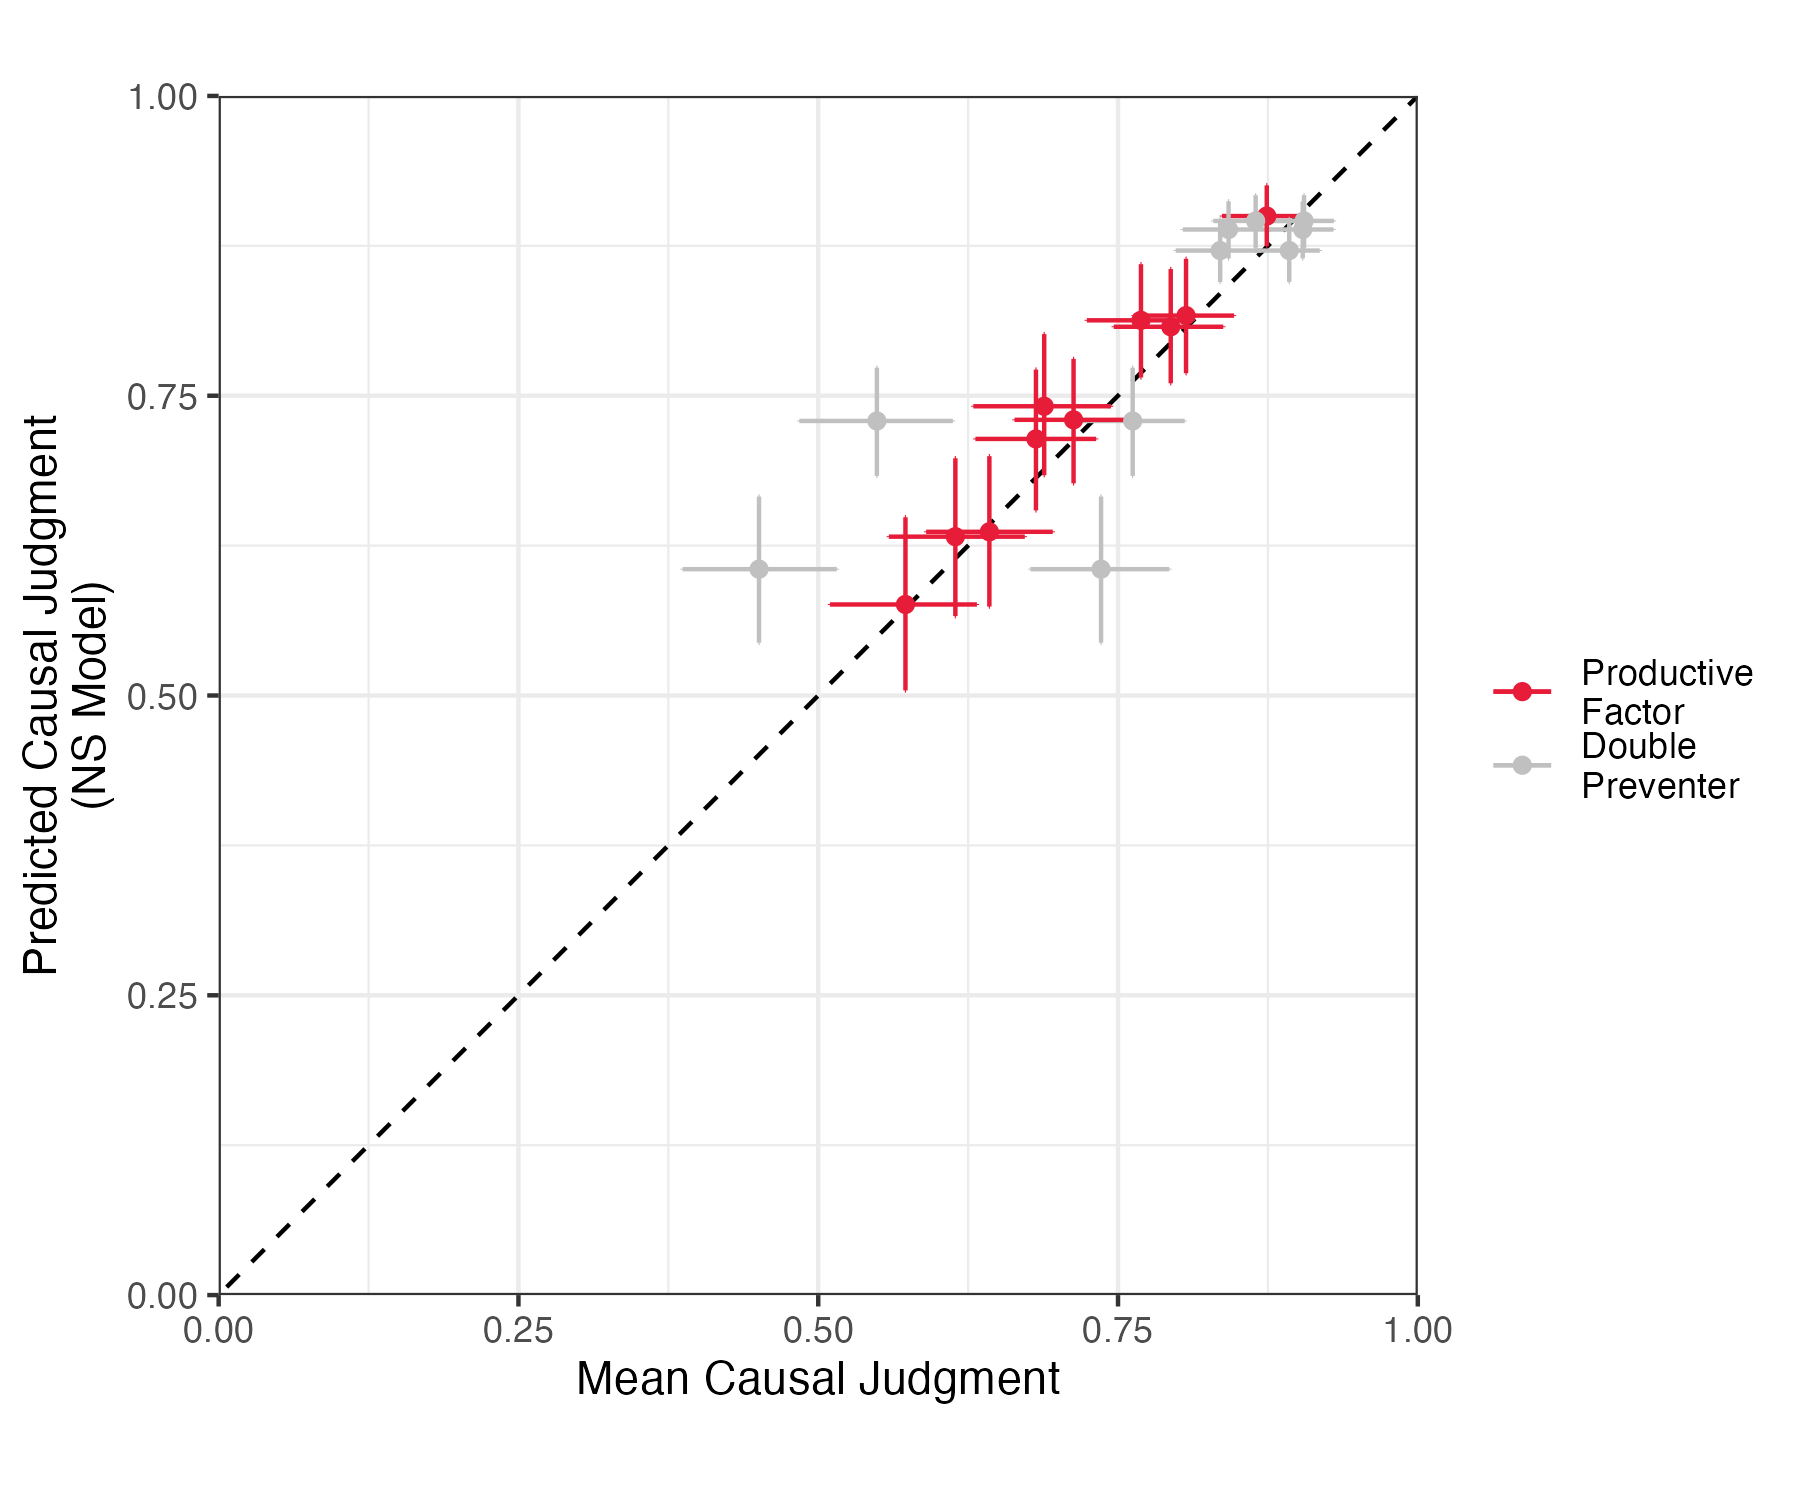 Predicted Causal Judgment
(NS Model)
1.00
0.75
0.50
0.25
0.00
0.00 0.25 0.50 0.75 1.00
Mean Causal Judgment
Productive
Factor
Double
Preventer